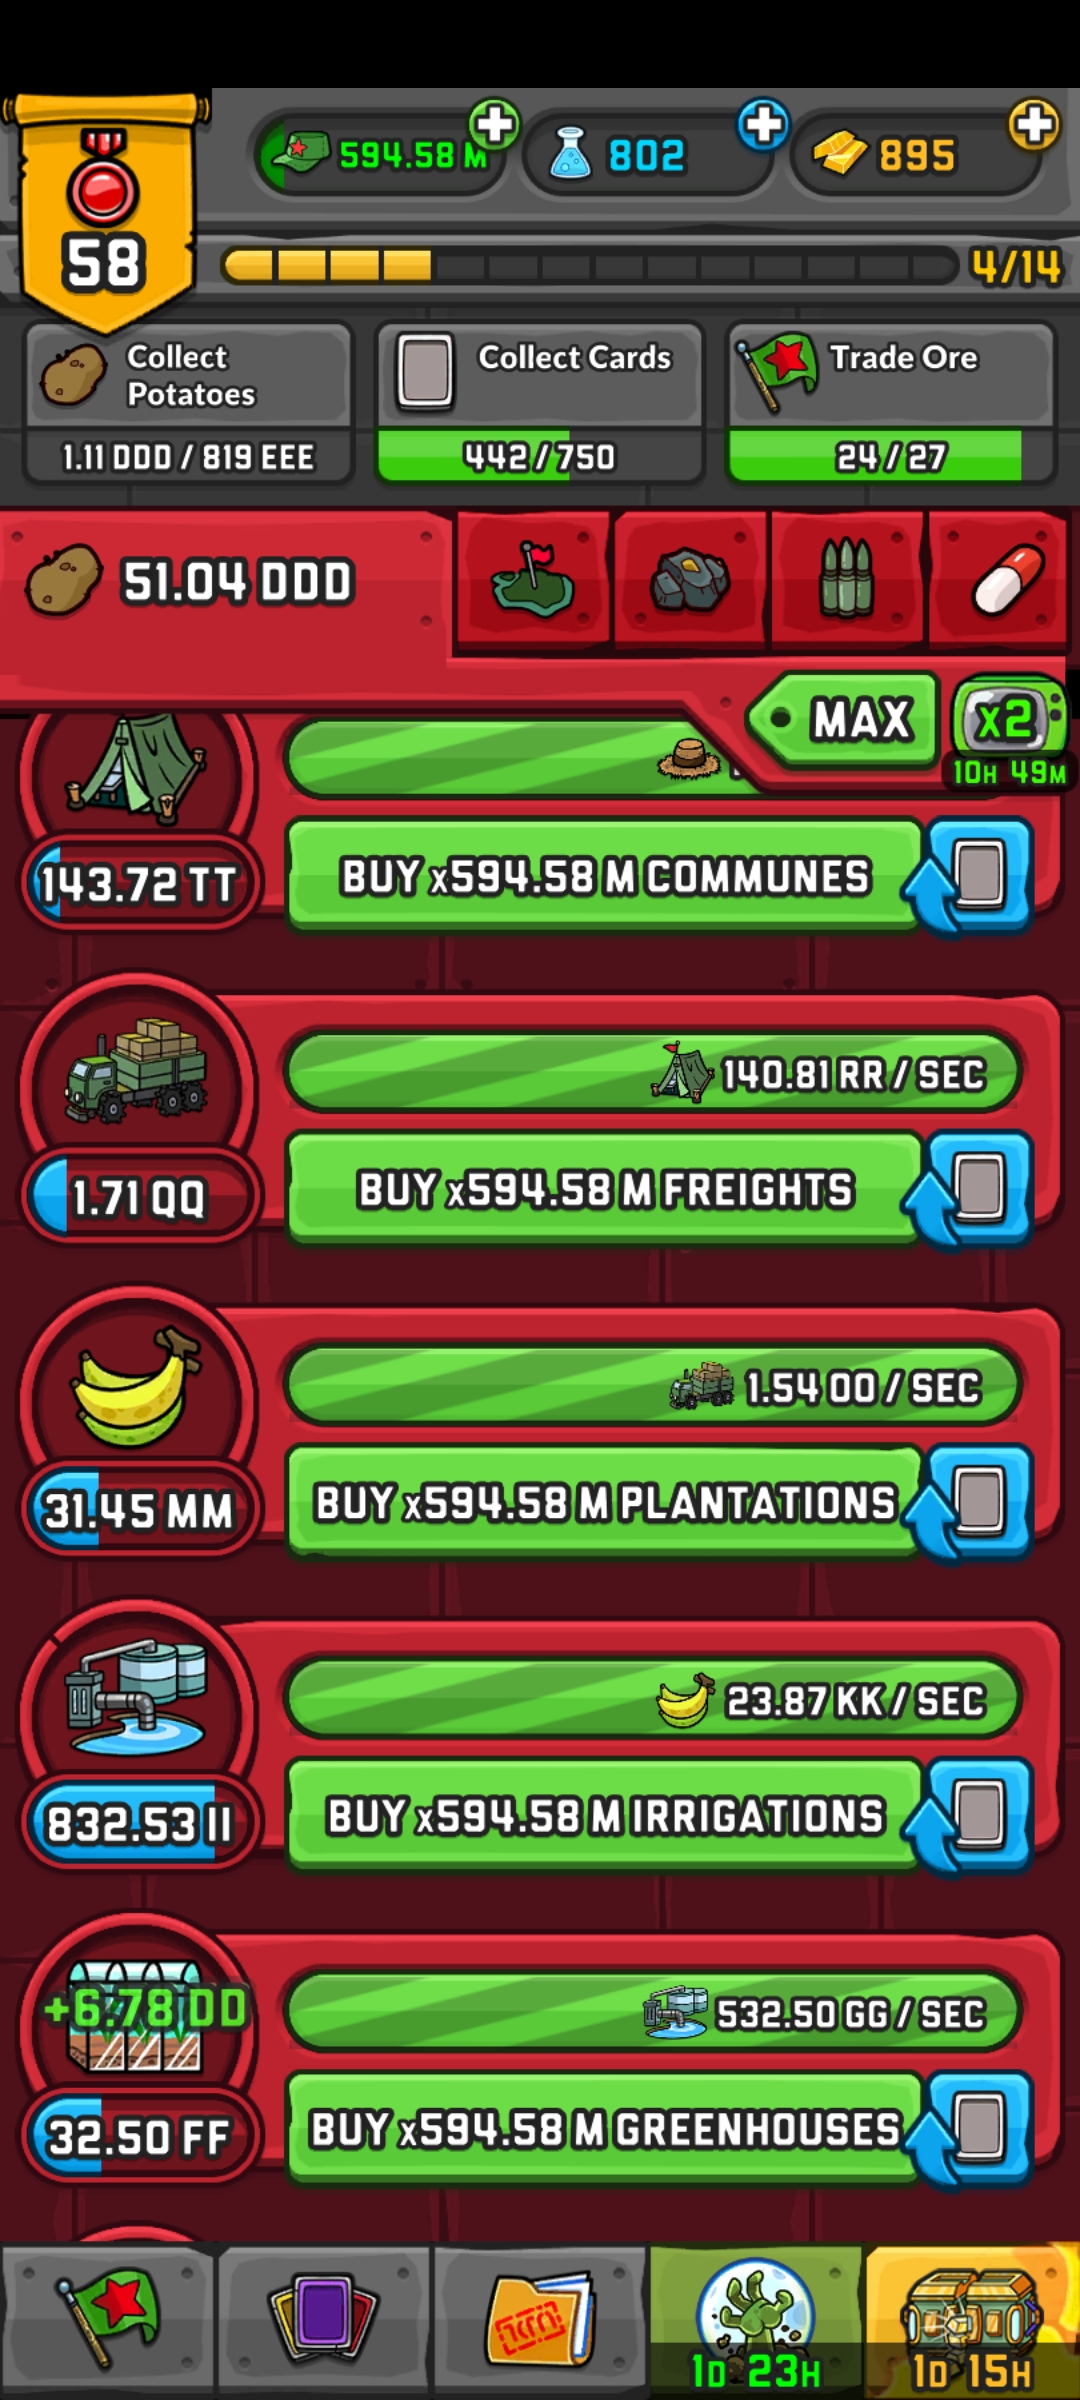 594.58 M
802
895
58
4/14
Collect
Potatoes
Collect Cards
Trade Ore
1.11 DDD / 819 EEE
442/750
24/27
51.04 DDD
MAX
x2
10H 49M
143.72 TT
BUY x594.58 M COMMUNES
140.81 RR / SEC
1.71 QQ
BUY x594.58 M FREIGHTS
1.54 OO / SEC
31.45 MM
BUY x594.58 M PLANTATIONS
23.87 KK / SEC
832.53 II
BUY x594.58 M IRRIGATIONS
+6.78 DD
532.50 GG / SEC
32.50 FF
BUY x594.58 M GREENHOUSES
1D 23H
1D 15H